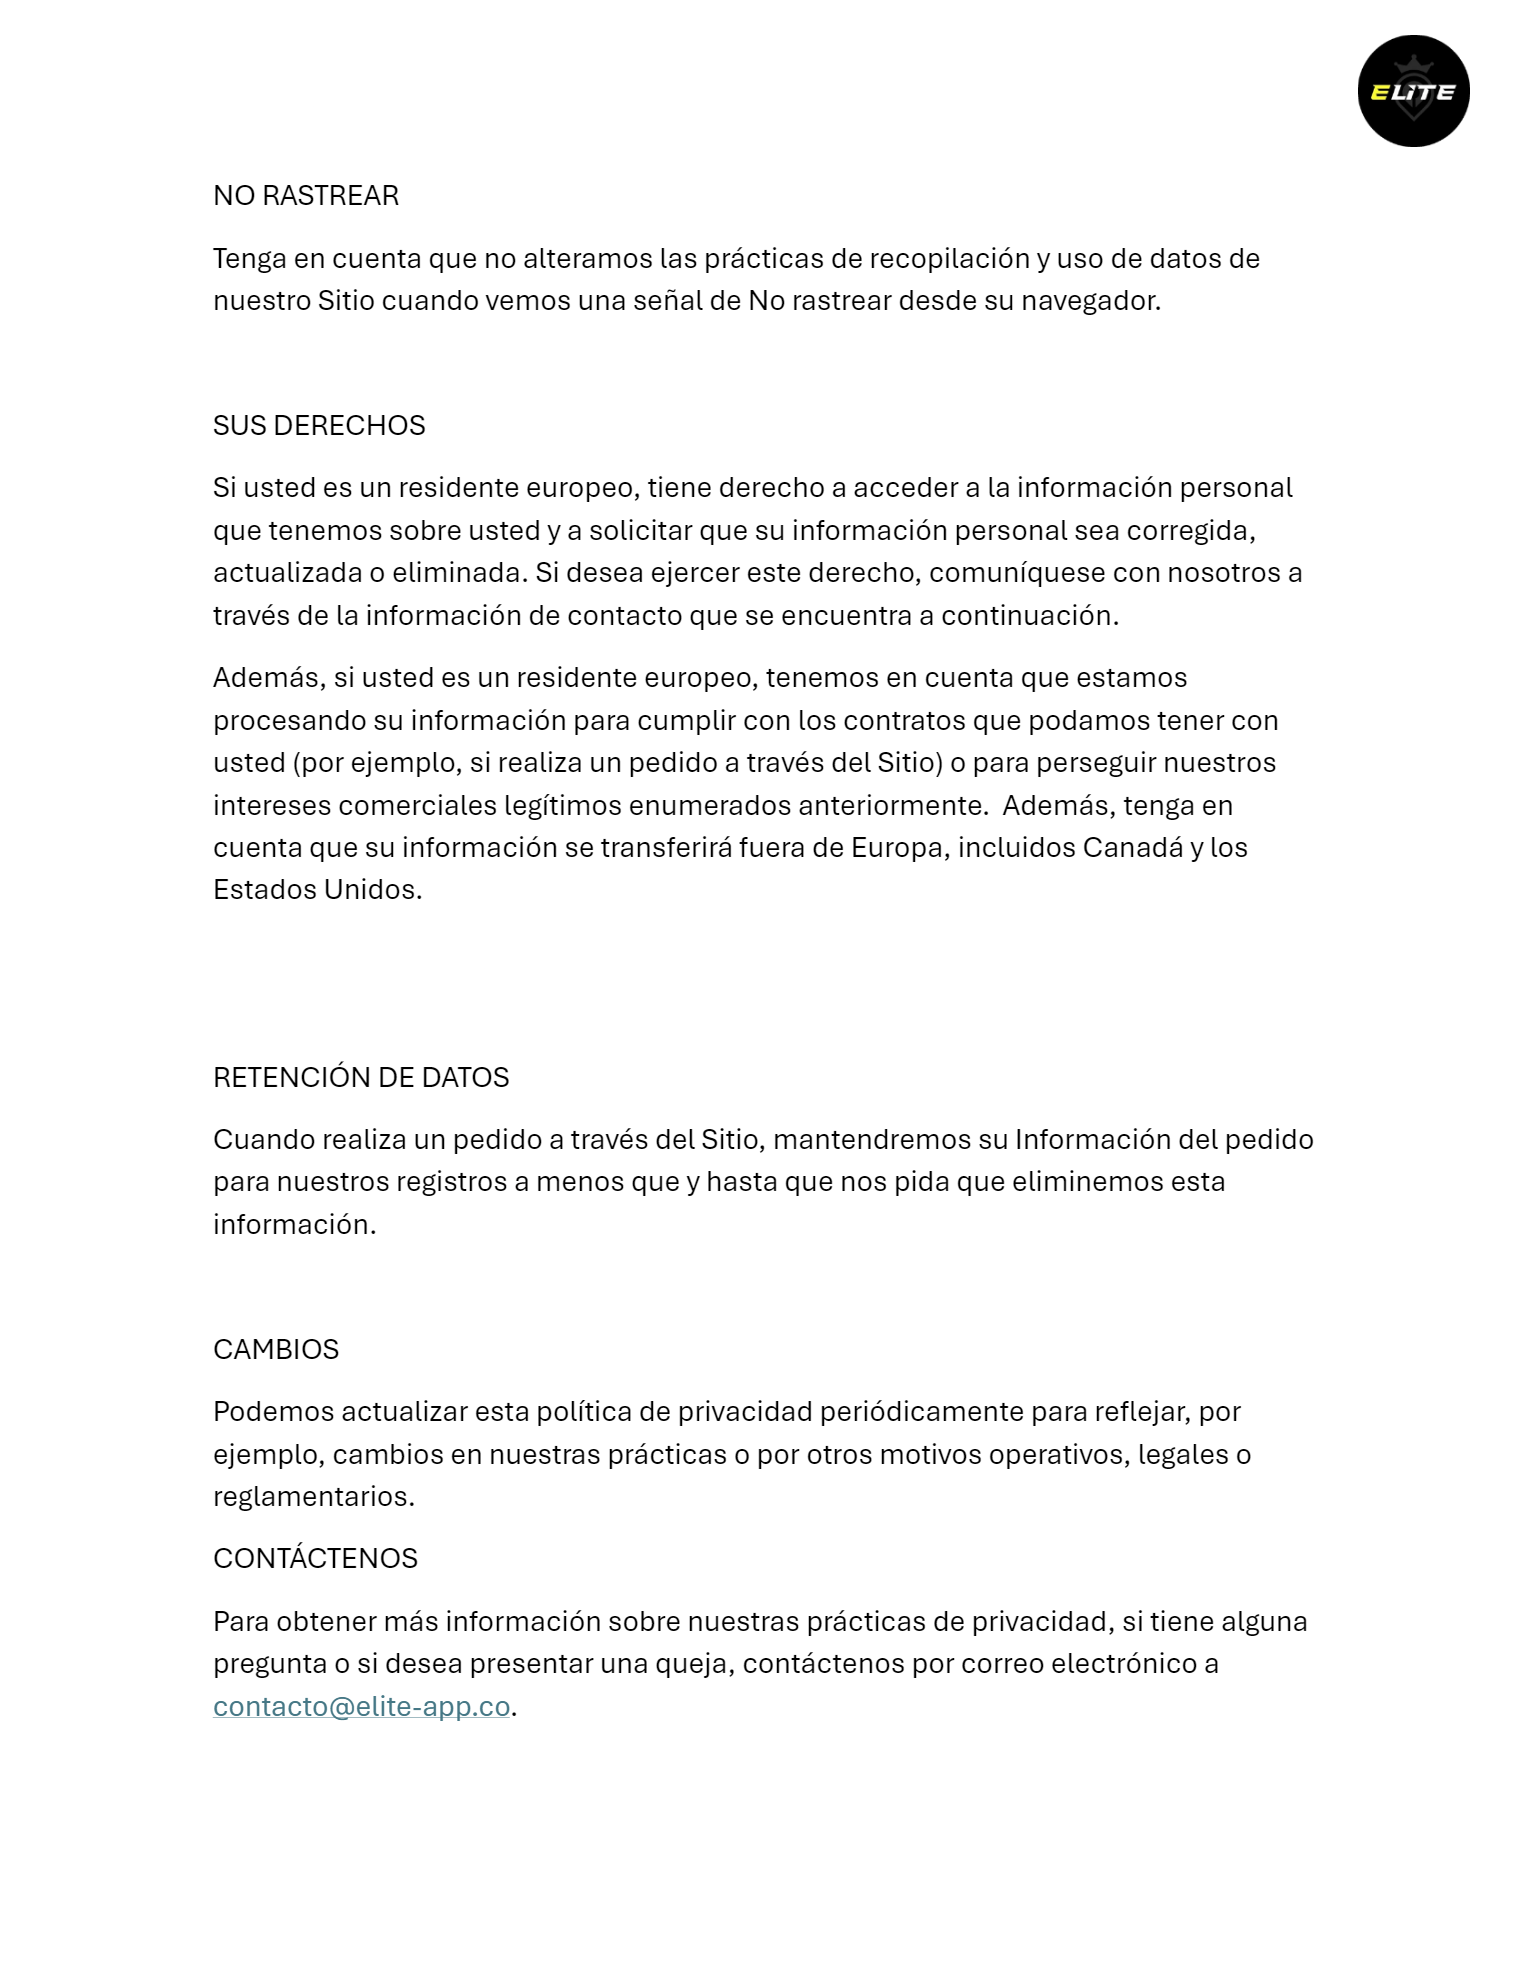 ELITE
NO RASTREAR
Tenga en cuenta que no alteramos las prácticas de recopilación y uso de datos de
nuestro Sitio cuando vemos una señal de No rastrear desde su navegador.
SUS DERECHOS
Si usted es un residente europeo, tiene derecho a acceder a la información personal
que tenemos sobre usted y a solicitar que su información personal sea corregida,
actualizada o eliminada. Si desea ejercer este derecho, comuníquese con nosotros a
través de la información de contacto que se encuentra a continuación.
Además, si usted es un residente europeo, tenemos en cuenta que estamos
procesando su información para cumplir con los contratos que podamos tener con
usted (por ejemplo, si realiza un pedido a través del Sitio) o para perseguir nuestros
intereses comerciales legítimos enumerados anteriormente.  Además, tenga en
cuenta que su información se transferirá fuera de Europa, incluidos Canadá y los
Estados Unidos.
RETENCIÓN DE DATOS
Cuando realiza un pedido a través del Sitio, mantendremos su Información del pedido
para nuestros registros a menos que y hasta que nos pida que eliminemos esta
información.
CAMBIOS
Podemos actualizar esta política de privacidad periódicamente para reflejar, por
ejemplo, cambios en nuestras prácticas o por otros motivos operativos, legales o
reglamentarios.
CONTÁCTENOS
Para obtener más información sobre nuestras prácticas de privacidad, si tiene alguna
pregunta o si desea presentar una queja, contáctenos por correo electrónico a
contacto@elite-app.co.